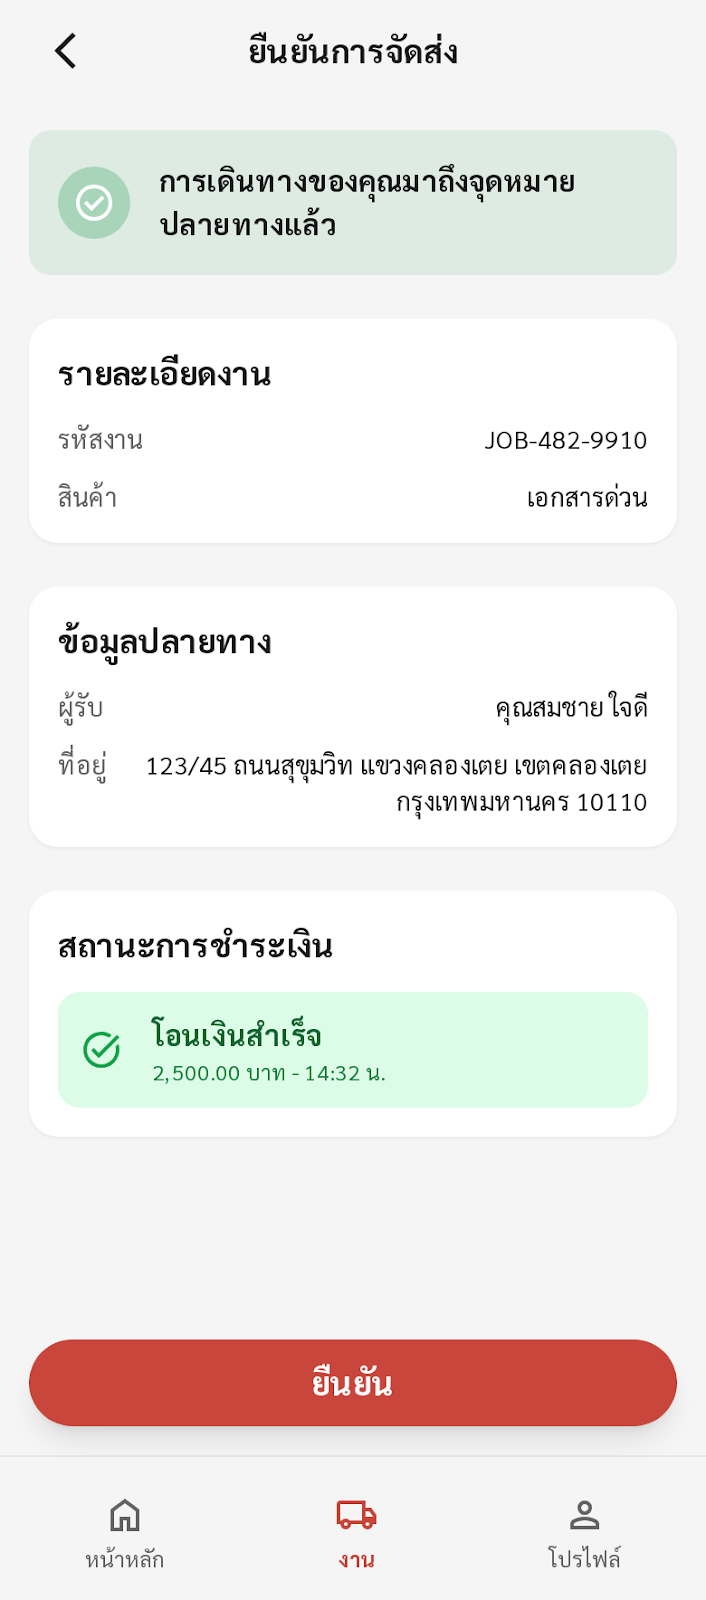 ยืนยันการจัดส่ง
การเดินทางของคุณมาถึงจุดหมาย
ปลายทางแล้ว
รายละเอียดงาน
รหัสงาน JOB-482-9910
สินค้า เอกสารด่วน
ข้อมูลปลายทาง
ผู้รับ คุณสมชาย ใจดี
ที่อยู่ 123/45 ถนนสุขุมวิท แขวงคลองเตย เขตคลองเตย
กรุงเทพมหานคร 10110
สถานะการชำระเงิน
โอนเงินสำเร็จ
2,500.00 บาท - 14:32 น.
ยืนยัน
หน้าหลัก งาน โปรไฟล์